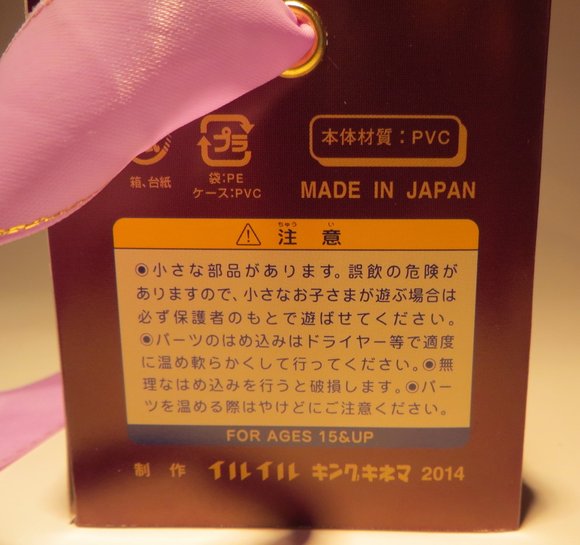 本体材質：PVC
プラ
箱、台紙
袋：PE
ケース：PVC
MADE IN JAPAN
ちゅう い
注意
◉小さな部品があります。誤飲の危険が
ありますので、小さなお子さまが遊ぶ場合は
必ず保護者のもとで遊ばせてください。
◉パーツのはめ込みはドライヤー等で適度
に温め軟らかくして行ってください。◉無
理なはめ込みを行うと破損します。◉パー
ツを温める際はやけどにご注意ください。
FOR AGES 15&UP
制作 イルイル キングキネマ 2014